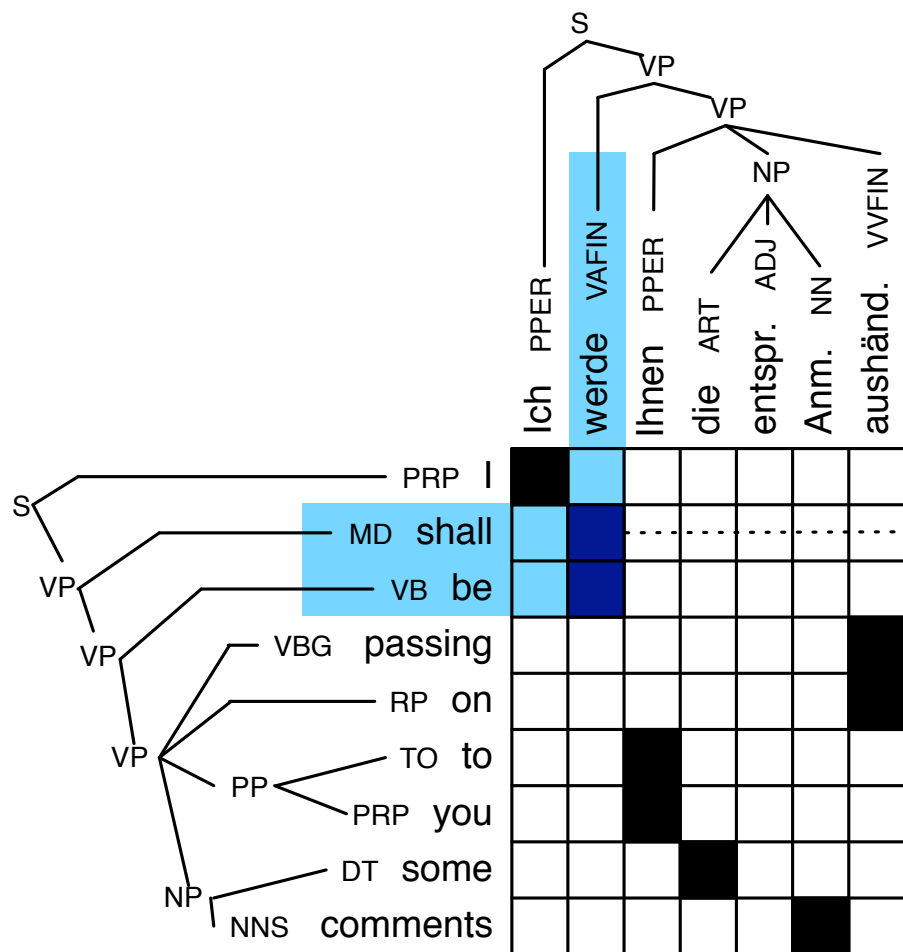 S
VP
VP
NP
Ich PPER
werde VAFIN
Ihnen PPER
die ART
entspr. ADJ
Anm. NN
aushänd. VVFIN
PRP I
S
MD shall
VP
VB be
VP
VBG passing
RP on
VP
TO to
PP
PRP you
DT some
NP
NNS comments